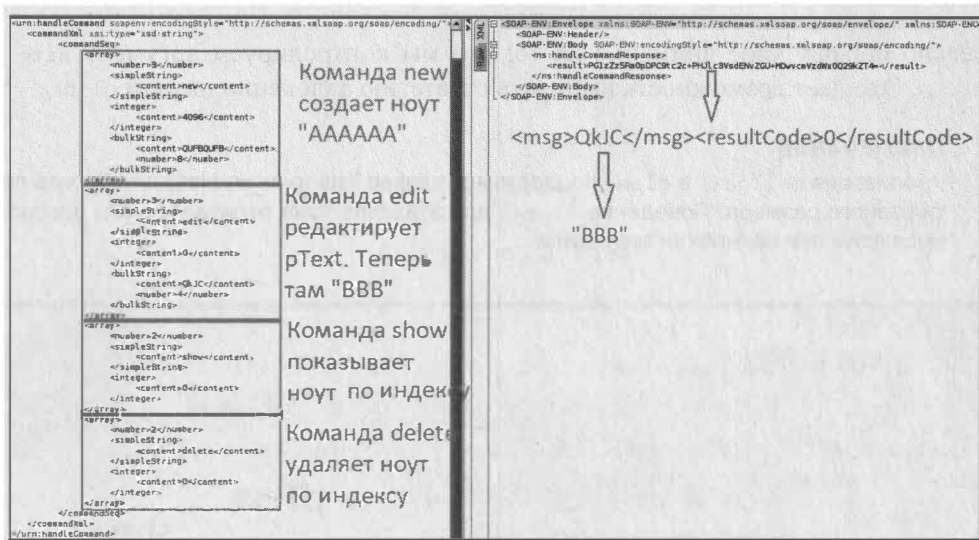 <urn:handleCommand soapenv:encodingStyle="http://schemas.xmlsoap.org/soap/encoding/">
<commandXml xsi:type="xsd:string">
<commandSeq>
<array>
<number>3</number>
<simpleString>
<content>new</content>
</simpleString>
<integer>
<content>4096</content>
</integer>
<bulkString>
<content>QUFBQUFB</content>
<number>8</number>
</bulkString>
</array>
<array>
<number>3</number>
<simpleString>
<content>edit</content>
</simpleString>
<integer>
<content>0</content>
</integer>
<bulkString>
<content>QkJC</content>
<number>4</number>
</bulkString>
</array>
<array>
<number>2</number>
<simpleString>
<content>show</content>
</simpleString>
<integer>
<content>0</content>
</integer>
</array>
<array>
<number>2</number>
<simpleString>
<content>delete</content>
</simpleString>
<integer>
<content>0</content>
</integer>
</array>
</commandSeq>
</commandXml>
</urn:handleCommand>
Команда new
создает ноут
"AAAAAA"
Команда edit
редактирует
pText. Теперь
там "BBB"
Команда show
показывает
ноут по индексу
Команда delete
удаляет ноут
по индексу
XML
<SOAP-ENV:Envelope xmlns:SOAP-ENV="http://schemas.xmlsoap.org/soap/envelope/" xmlns:SOAP-ENC
<SOAP-ENV:Header/>
<SOAP-ENV:Body SOAP-ENV:encodingStyle="http://schemas.xmlsoap.org/soap/encoding/">
<ns:handleCommandResponse>
</ns:handleCommandResponse>
</SOAP-ENV:Body>
</SOAP-ENV:Envelope>
<msg>QkJC</msg><resultCode>0</resultCode>
"BBB"